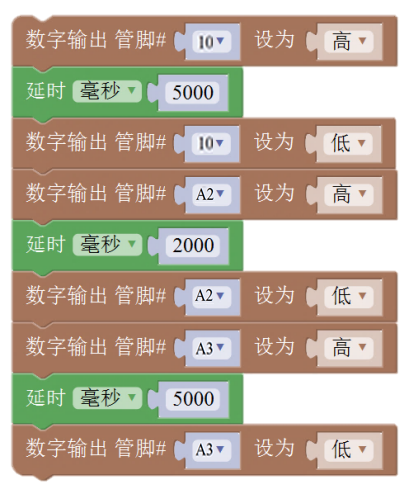 数字输出 管脚# 10 设为 高
延时 毫秒 5000
数字输出 管脚# 10 设为 低
数字输出 管脚# A2 设为 高
延时 毫秒 2000
数字输出 管脚# A2 设为 低
数字输出 管脚# A3 设为 高
延时 毫秒 5000
数字输出 管脚# A3 设为 低